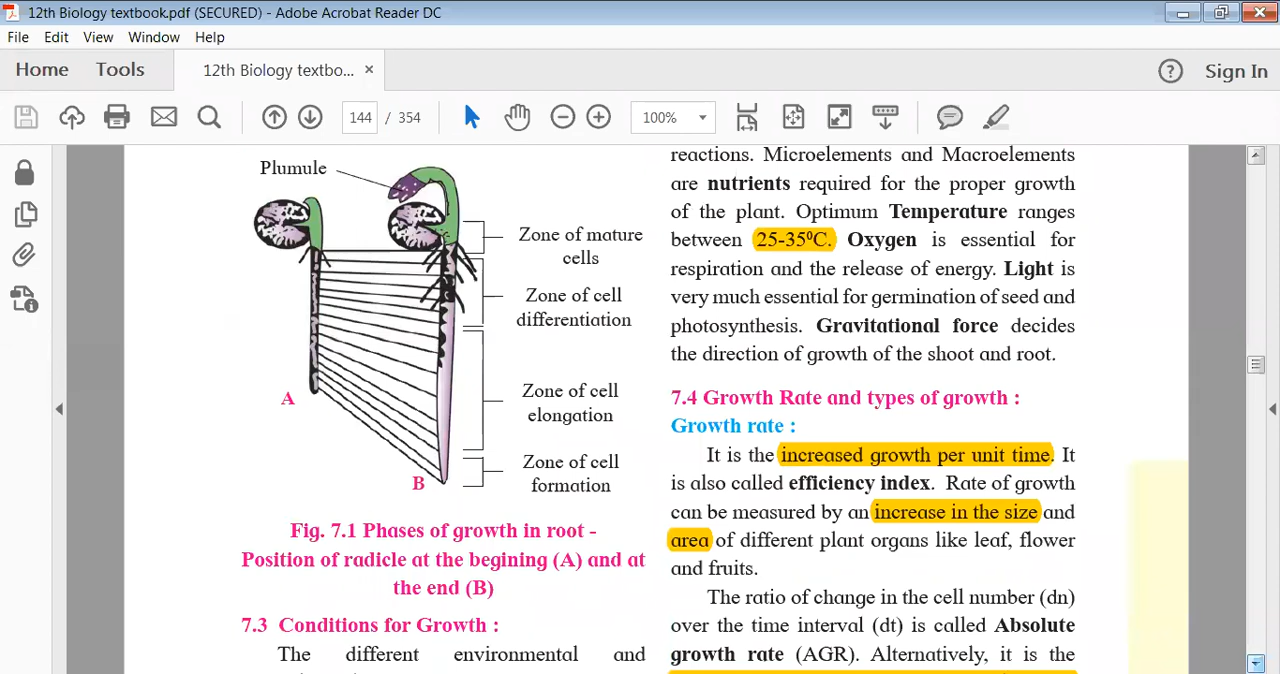 12th Biology textbook.pdf (SECURED) - Adobe Acrobat Reader DC
File Edit View Window Help
Home Tools 12th Biology textbo... × ? Sign In
144 / 354 100%
Plumule
Zone of mature
cells
Zone of cell
differentiation
Zone of cell
elongation
Zone of cell
formation
A
B
Fig. 7.1 Phases of growth in root -
Position of radicle at the begining (A) and at
the end (B)
7.3 Conditions for Growth :
The different environmental and
reactions. Microelements and Macroelements
are nutrients required for the proper growth
of the plant. Optimum Temperature ranges
between 25-35⁰C. Oxygen is essential for
respiration and the release of energy. Light is
very much essential for germination of seed and
photosynthesis. Gravitational force decides
the direction of growth of the shoot and root.
7.4 Growth Rate and types of growth :
Growth rate :
It is the increased growth per unit time. It
is also called efficiency index. Rate of growth
can be measured by an increase in the size and
area of different plant organs like leaf, flower
and fruits.
The ratio of change in the cell number (dn)
over the time interval (dt) is called Absolute
growth rate (AGR). Alternatively, it is the